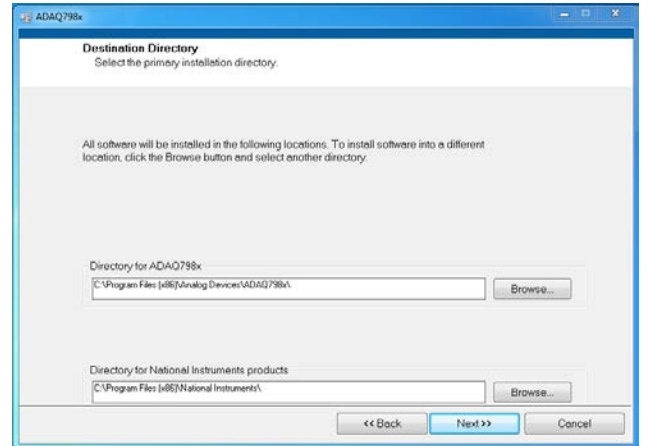 ADAQ798x
Destination Directory
Select the primary installation directory.
All software will be installed in the following locations. To install software into a different
location, click the Browse button and select another directory.
Directory for ADAQ798x
C:\Program Files (x86)\Analog Devices\ADAQ798x\
Browse...
Directory for National Instruments products
C:\Program Files (x86)\National Instruments\
Browse...
<< Back
Next >>
Cancel